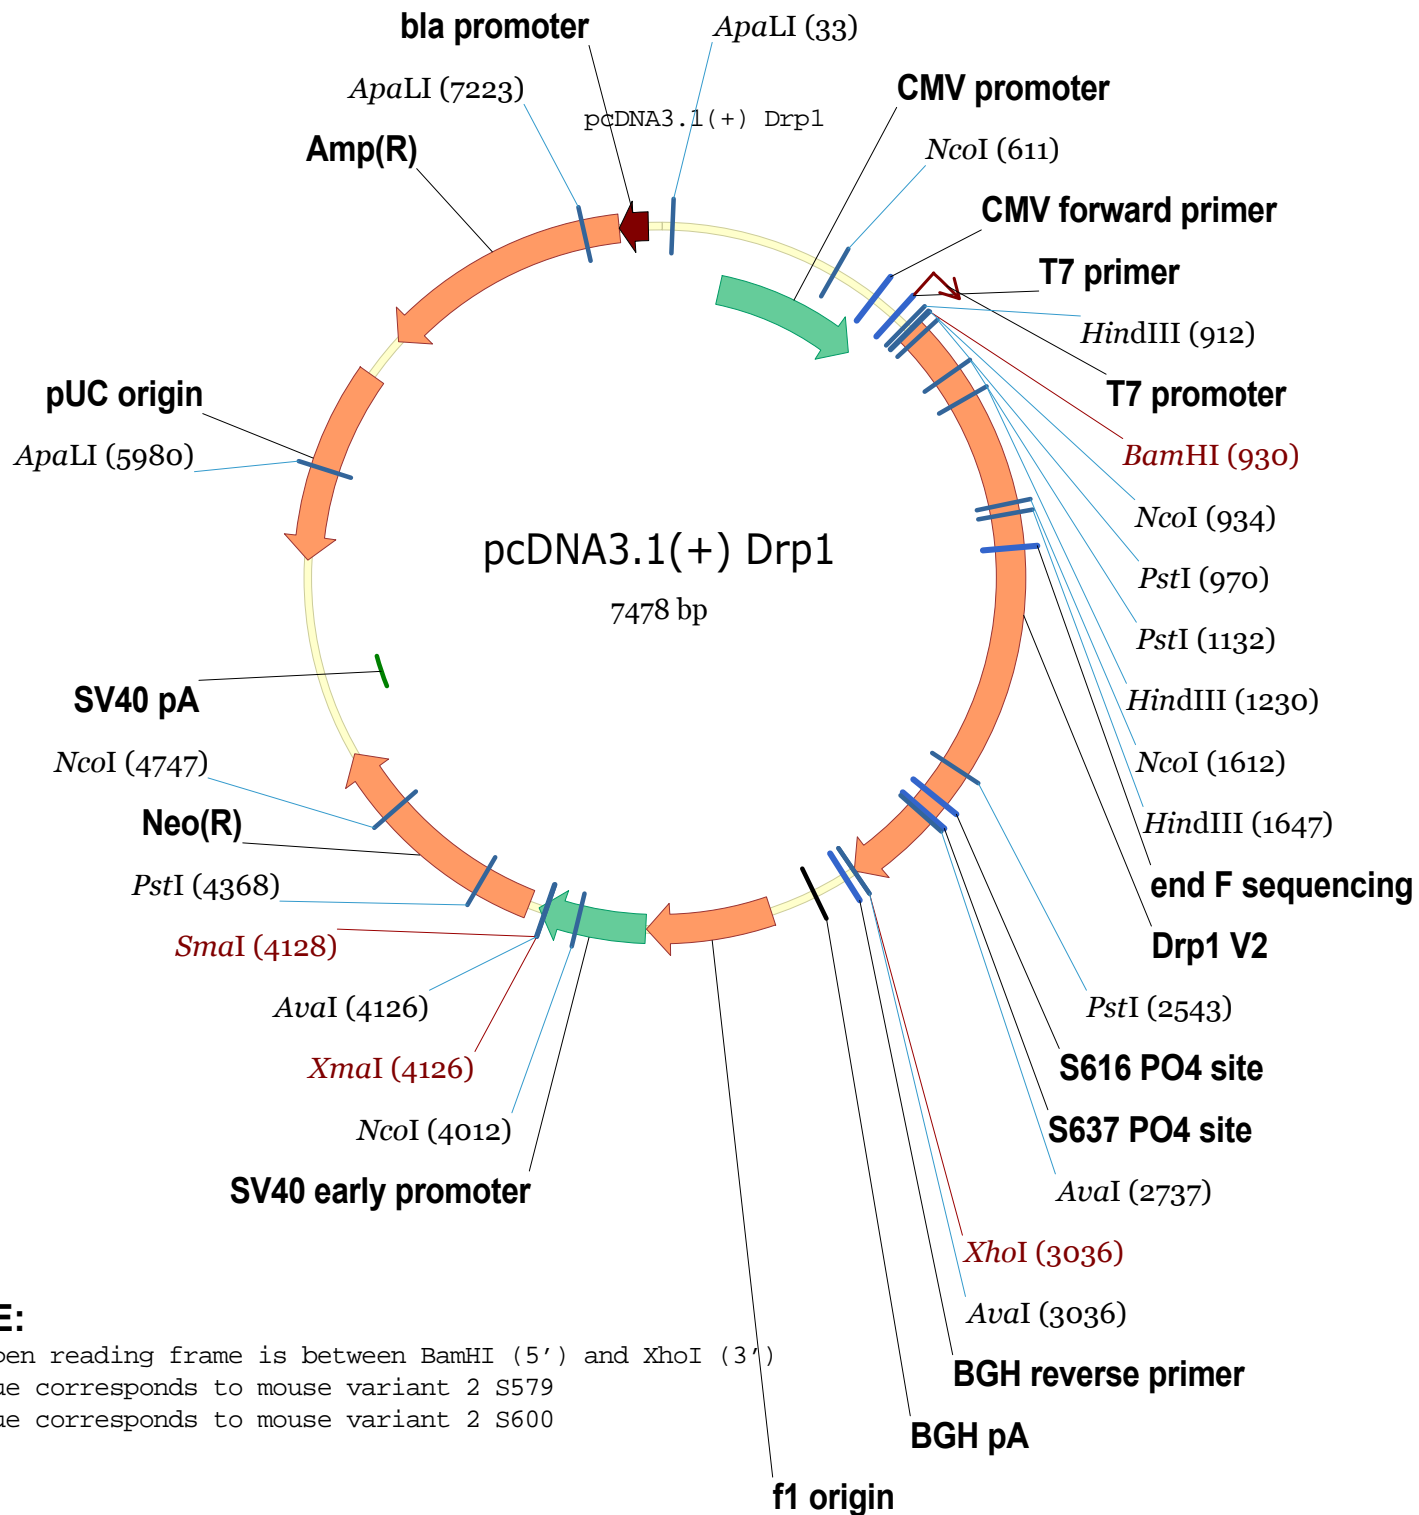 bla promoter
ApaLI (33)
ApaLI (7223)
CMV promoter
pcDNA3.1(+) Drp1
Amp(R)
NcoI (611)
CMV forward primer
T7 primer
HindIII (912)
pUC origin
T7 promoter
ApaLI (5980)
BamHI (930)
NcoI (934)
pcDNA3.1(+) Drp1
PstI (970)
7478 bp
PstI (1132)
SV40 pA
HindIII (1230)
NcoI (4747)
NcoI (1612)
Neo(R)
HindIII (1647)
PstI (4368)
end F sequencing
SmaI (4128)
Drp1 V2
AvaI (4126)
PstI (2543)
XmaI (4126)
S616 PO4 site
NcoI (4012)
S637 PO4 site
SV40 early promoter
AvaI (2737)
XhoI (3036)
AvaI (3036)
E:
pen reading frame is between BamHI (5') and XhoI (3')
ue corresponds to mouse variant 2 S579
ue corresponds to mouse variant 2 S600
BGH reverse primer
BGH pA
f1 origin